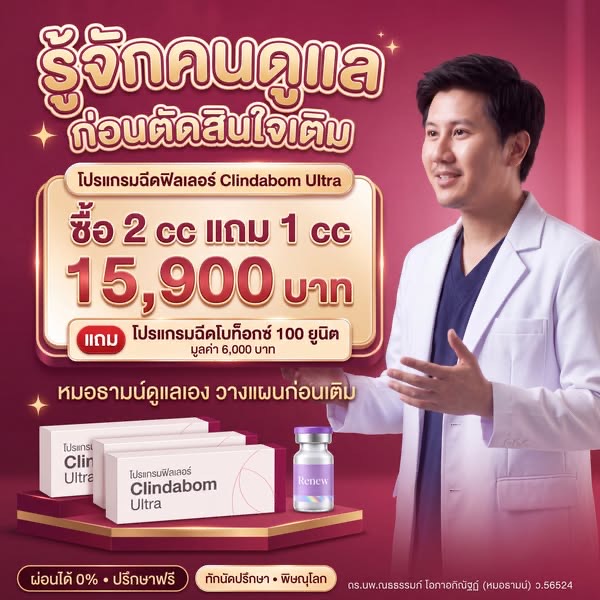 รู้จักคนดูแล
ก่อนตัดสินใจเติม
โปรแกรมฉีดฟิลเลอร์ Clindabom Ultra
ซื้อ 2 cc แถม 1 cc
15,900 บาท
แถม โปรแกรมฉีดโบท็อกซ์ 100 ยูนิต
มูลค่า 6,000 บาท
หมอธามน์ดูแลเอง วางแผนก่อนเติม
โปรแกรมฟิลเลอร์
Clindabom
Ultra
Renew
ผ่อนได้ 0% • ปรึกษาฟรี
ทักนัดปรึกษา • พิษณุโลก
ดร.นพ.ณธรรมภ์ โอภาอภิณัฐฏ์ (หมอธามน์) ว.56524